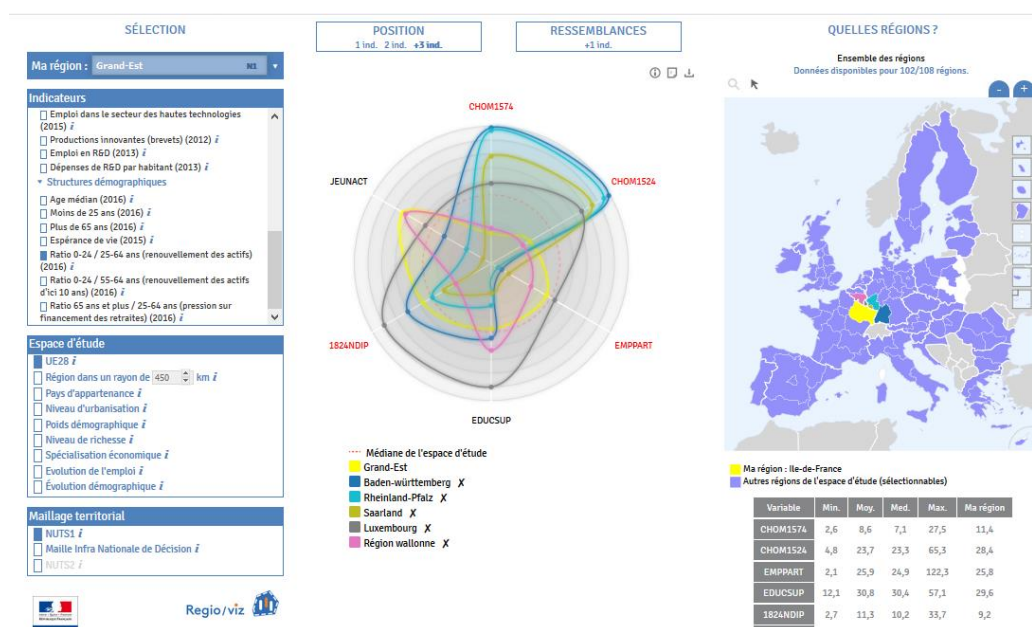 SÉLECTION
Ma région : Grand-Est N1
Indicateurs
Emploi dans le secteur des hautes technologies
(2015) i
Productions innovantes (brevets) (2012) i
Emploi en R&D (2013) i
Dépenses de R&D par habitant (2013) i
Structures démographiques
Age médian (2016) i
Moins de 25 ans (2016) i
Plus de 65 ans (2016) i
Espérance de vie (2015) i
Ratio 0-24 / 25-64 ans (renouvellement des actifs)
(2016) i
Ratio 0-24 / 55-64 ans (renouvellement des actifs
d'ici 10 ans) (2016) i
Ratio 65 ans et plus / 25-64 ans (pression sur
financement des retraites) (2016) i
Espace d'étude
UE28 i
Région dans un rayon de 450 km i
Pays d'appartenance i
Niveau d'urbanisation i
Poids démographique i
Niveau de richesse i
Spécialisation économique i
Evolution de l'emploi i
Évolution démographique i
Maillage territorial
NUTS1 i
Maille Infra Nationale de Décision i
NUTS2 i
Regio/viz
POSITION
1 ind. 2 ind. +3 ind.
RESSEMBLANCES
+1 ind.
CHOM1574
JEUNACT
CHOM1524
1824NDIP
EMPPART
EDUCSUP
Médiane de l'espace d'étude
Grand-Est
Baden-württemberg X
Rheinland-Pfalz X
Saarland X
Luxembourg X
Région wallonne X
QUELLES RÉGIONS ?
Ensemble des régions
Données disponibles pour 102/108 régions.
- +
Ma région : Ile-de-France
Autres régions de l'espace d'étude (sélectionnables)
Variable Min. Moy. Med. Max. Ma région
CHOM1574 2,6 8,6 7,1 27,5 11,4
CHOM1524 4,8 23,7 23,3 65,3 28,4
EMPPART 2,1 25,9 24,9 122,3 25,8
EDUCSUP 12,1 30,8 30,4 57,1 29,6
1824NDIP 2,7 11,3 10,2 33,7 9,2